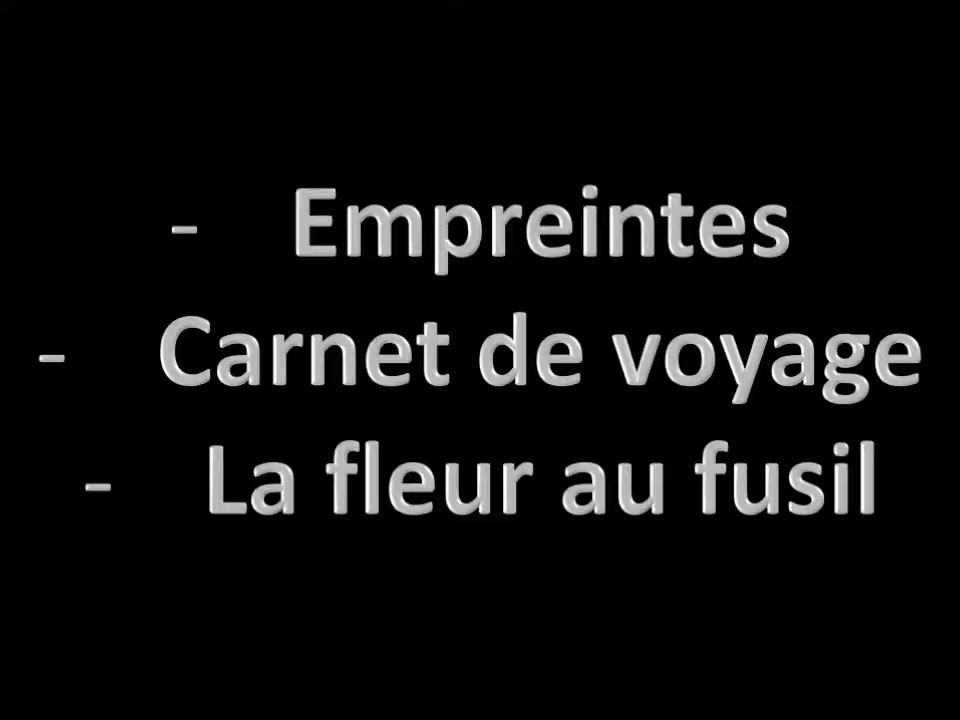 - Empreintes
- Carnet de voyage
- La fleur au fusil